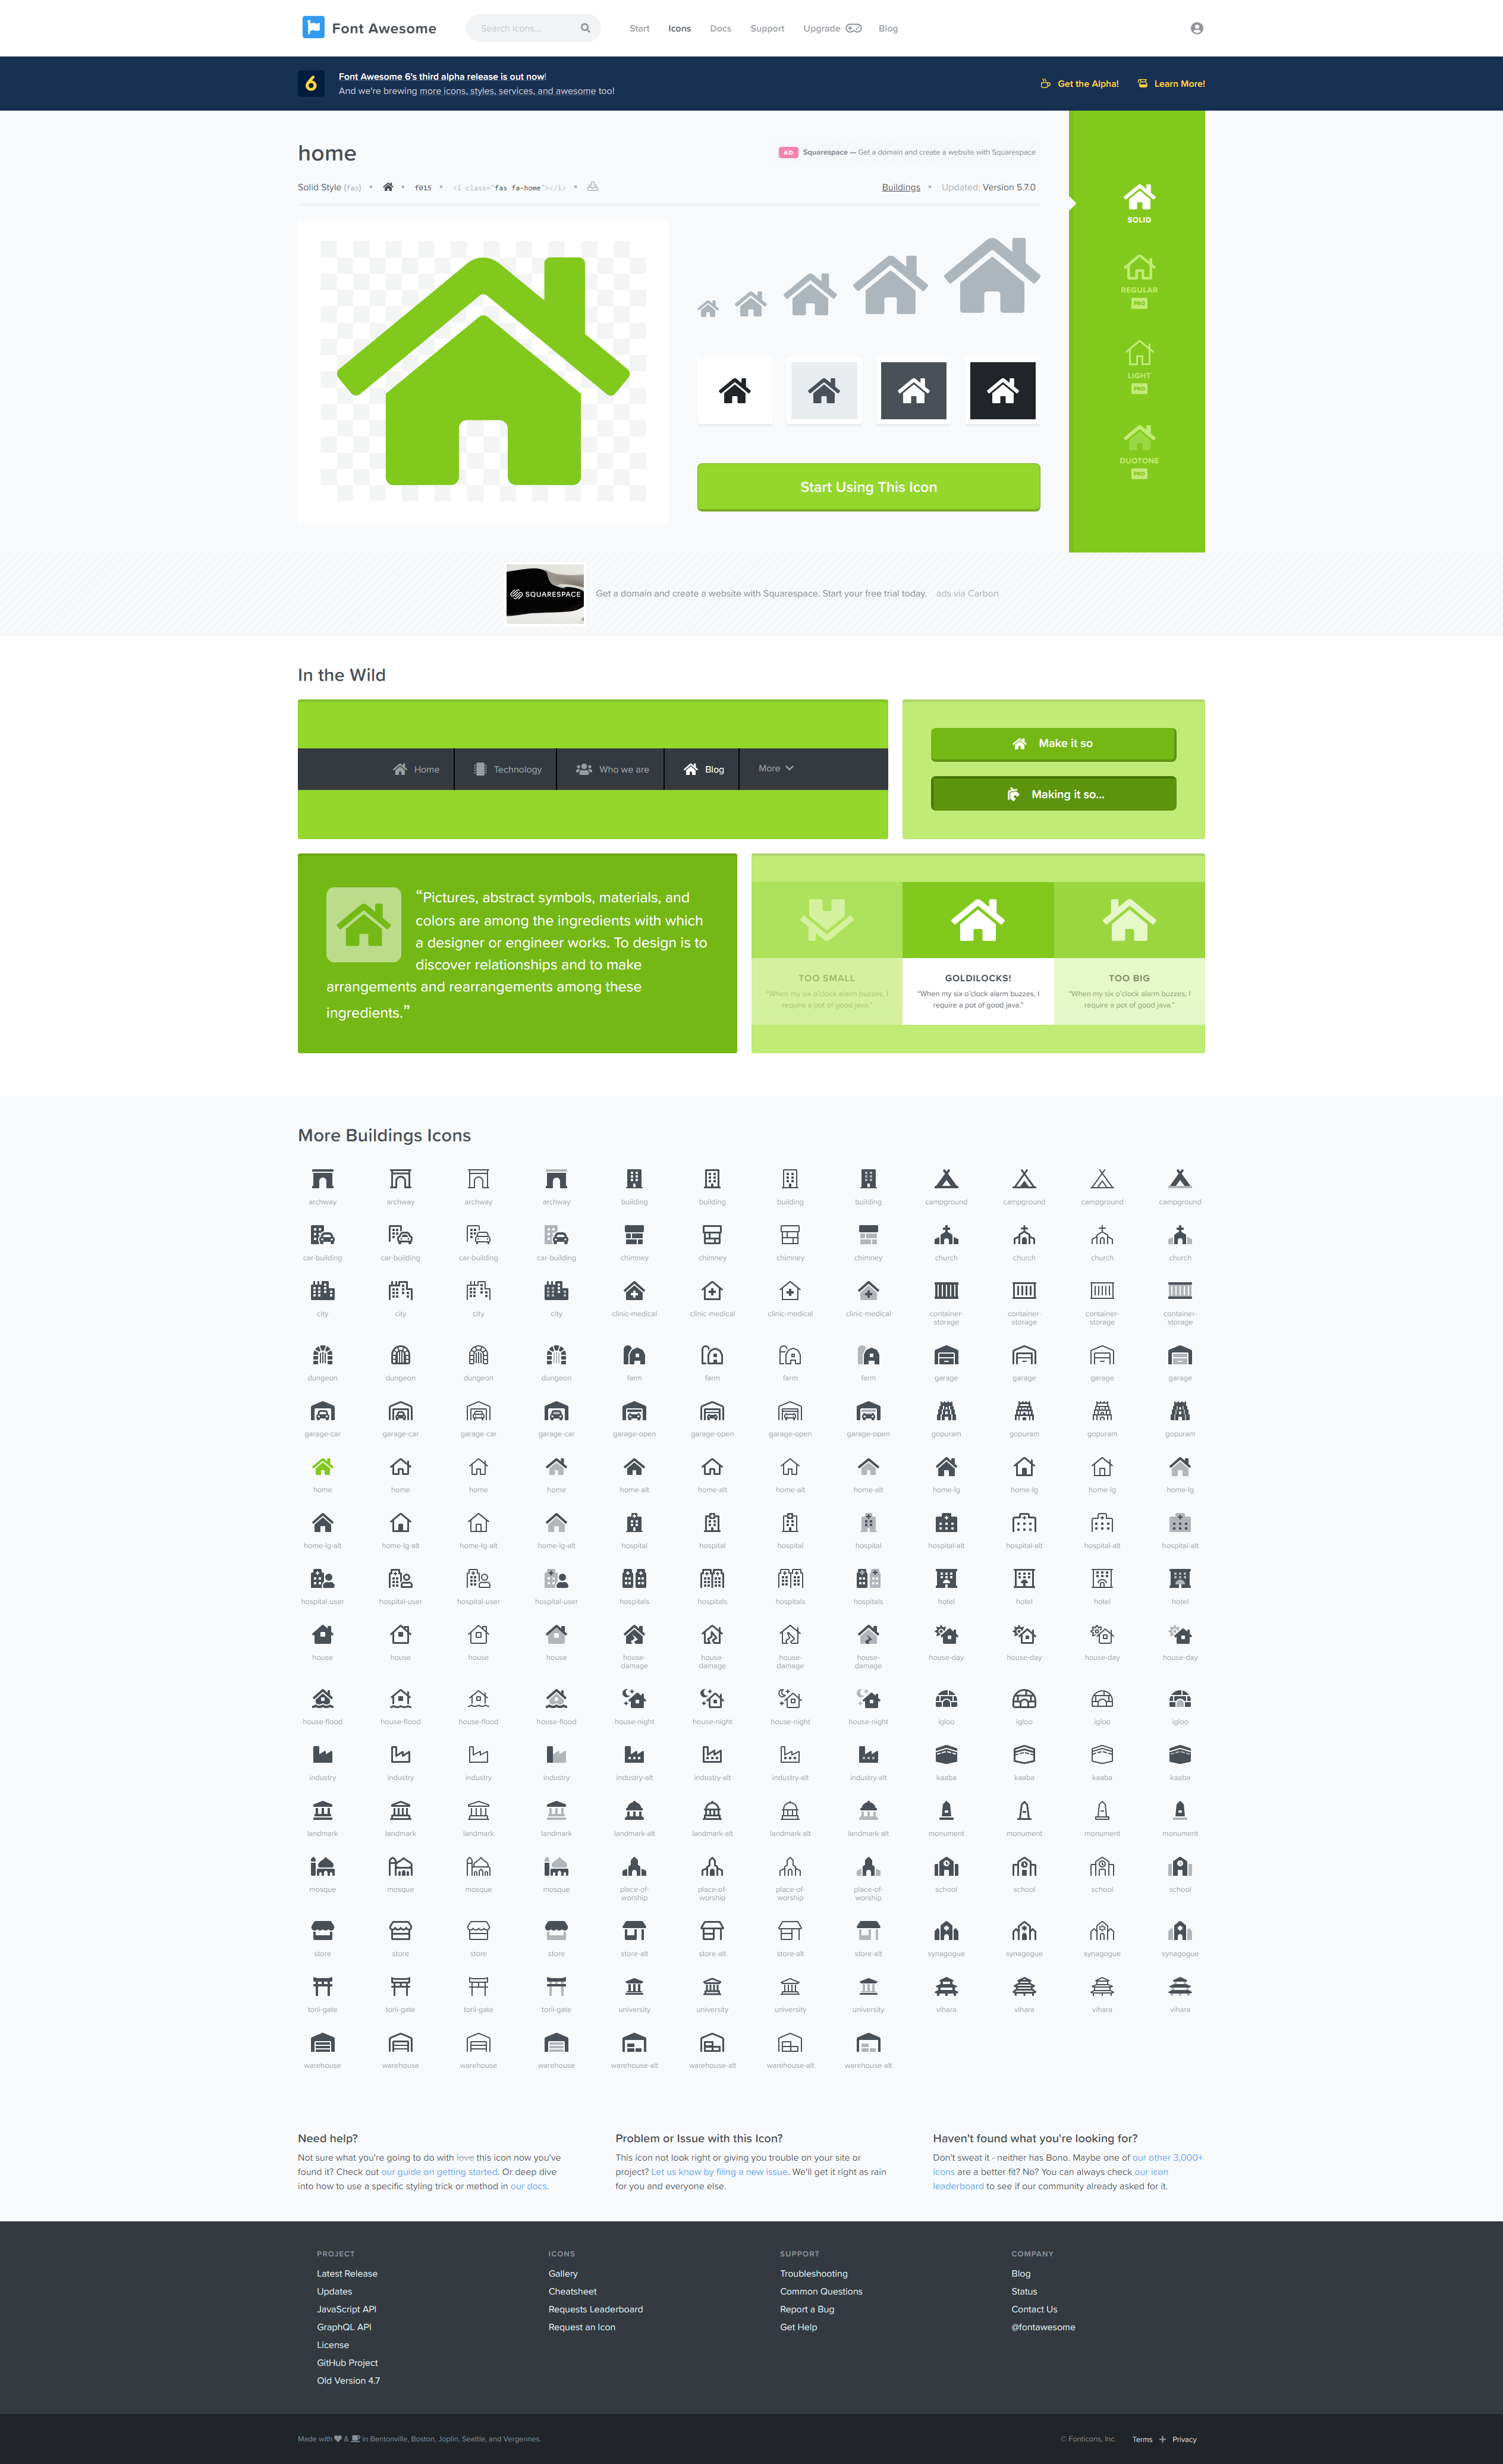 Font Awesome
Search icons...
Start Icons Docs Support Upgrade Blog
6
Font Awesome 6's third alpha release is out now!
And we're brewing more icons, styles, services, and awesome too!
Get the Alpha! Learn More!
home
AD Squarespace — Get a domain and create a website with Squarespace
Solid Style (fas) • • f015 • <i class="fas fa-home"></i> •
Buildings • Updated: Version 5.7.0
SOLID
REGULAR
PRO
LIGHT
PRO
DUOTONE
PRO
Start Using This Icon
SQUARESPACE
Get a domain and create a website with Squarespace. Start your free trial today. ads via Carbon
In the Wild
Home Technology Who we are Blog More
Make it so
Making it so...
“Pictures, abstract symbols, materials, and
colors are among the ingredients with which
a designer or engineer works. To design is to
discover relationships and to make
arrangements and rearrangements among these
ingredients.”
TOO SMALL
“When my six o'clock alarm buzzes, I
require a pot of good java.”
GOLDILOCKS!
“When my six o'clock alarm buzzes, I
require a pot of good java.”
TOO BIG
“When my six o'clock alarm buzzes, I
require a pot of good java.”
More Buildings Icons
archway archway archway archway building building building building campground campground campground campground
car-building car-building car-building car-building chimney chimney chimney chimney church church church church
city city city city clinic-medical clinic-medical clinic-medical clinic-medical container- container- container- container-
storage storage storage storage
dungeon dungeon dungeon dungeon farm farm farm farm garage garage garage garage
garage-car garage-car garage-car garage-car garage-open garage-open garage-open garage-open gopuram gopuram gopuram gopuram
home home home home home-alt home-alt home-alt home-alt home-lg home-lg home-lg home-lg
home-lg-alt home-lg-alt home-lg-alt home-lg-alt hospital hospital hospital hospital hospital-alt hospital-alt hospital-alt hospital-alt
hospital-user hospital-user hospital-user hospital-user hospitals hospitals hospitals hospitals hotel hotel hotel hotel
house house house house house- house- house- house- house-day house-day house-day house-day
damage damage damage damage
house-flood house-flood house-flood house-flood house-night house-night house-night house-night igloo igloo igloo igloo
industry industry industry industry industry-alt industry-alt industry-alt industry-alt kaaba kaaba kaaba kaaba
landmark landmark landmark landmark landmark-alt landmark-alt landmark-alt landmark-alt monument monument monument monument
mosque mosque mosque mosque place-of- place-of- place-of- place-of- school school school school
worship worship worship worship
store store store store store-alt store-alt store-alt store-alt synagogue synagogue synagogue synagogue
torii-gate torii-gate torii-gate torii-gate university university university university vihara vihara vihara vihara
warehouse warehouse warehouse warehouse warehouse-alt warehouse-alt warehouse-alt warehouse-alt
Need help?
Not sure what you're going to do with love this icon now you've
found it? Check out our guide on getting started. Or deep dive
into how to use a specific styling trick or method in our docs.
Problem or Issue with this Icon?
This icon not look right or giving you trouble on your site or
project? Let us know by filing a new issue. We'll get it right as rain
for you and everyone else.
Haven't found what you're looking for?
Don't sweat it - neither has Bono. Maybe one of our other 3,000+
icons are a better fit? No? You can always check our icon
leaderboard to see if our community already asked for it.
PROJECT
Latest Release
Updates
JavaScript API
GraphQL API
License
GitHub Project
Old Version 4.7
ICONS
Gallery
Cheatsheet
Requests Leaderboard
Request an Icon
SUPPORT
Troubleshooting
Common Questions
Report a Bug
Get Help
COMPANY
Blog
Status
Contact Us
@fontawesome
Made with & in Bentonville, Boston, Joplin, Seattle, and Vergennes.
© Fonticons, Inc. Terms Privacy